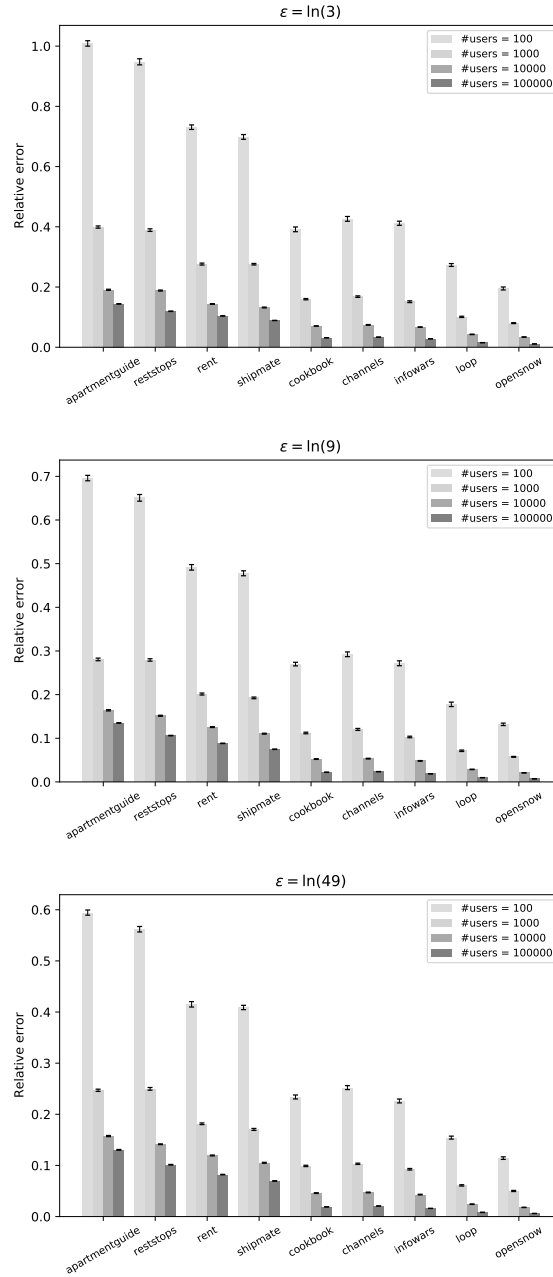 ε = ln(3)
#users = 100
#users = 1000
#users = 10000
#users = 100000
1.0
0.8
0.6
0.4
0.2
0.0
Relative error
apartmentguide
reststops
rent
shipmate
cookbook
channels
infowars
loop
opensnow
ε = ln(9)
#users = 100
#users = 1000
#users = 10000
#users = 100000
0.7
0.6
0.5
0.4
0.3
0.2
0.1
0.0
Relative error
apartmentguide
reststops
rent
shipmate
cookbook
channels
infowars
loop
opensnow
ε = ln(49)
#users = 100
#users = 1000
#users = 10000
#users = 100000
0.6
0.5
0.4
0.3
0.2
0.1
0.0
Relative error
apartmentguide
reststops
rent
shipmate
cookbook
channels
infowars
loop
opensnow